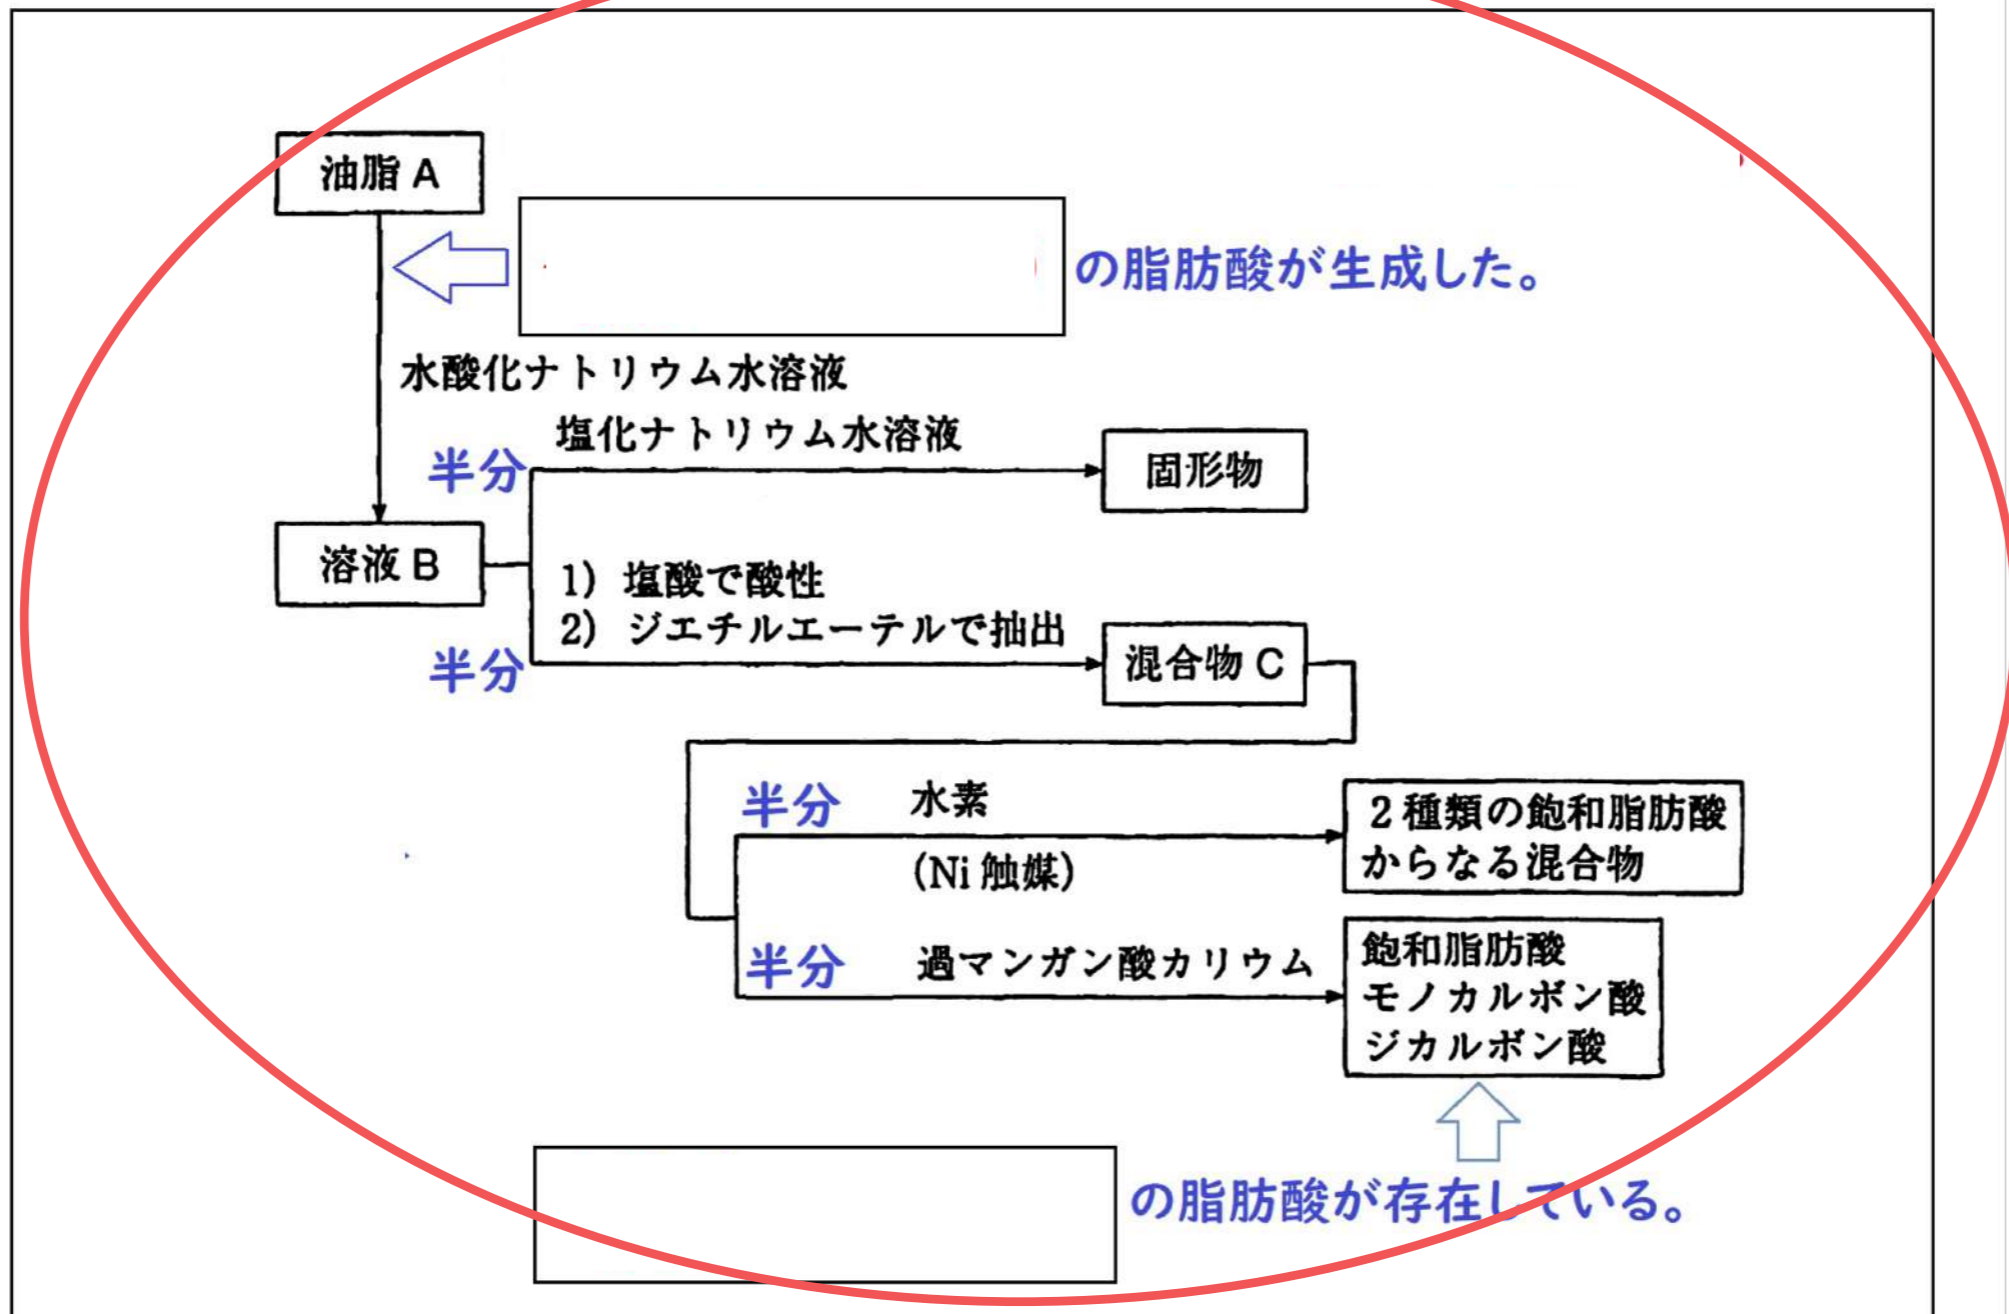 油脂 A
の脂肪酸が生成した。
水酸化ナトリウム水溶液
塩化ナトリウム水溶液
半分
固形物
溶液 B
1) 塩酸で酸性
2) ジエチルエーテルで抽出
半分
混合物 C
半分
水素
(Ni 触媒)
2 種類の飽和脂肪酸
からなる混合物
半分
過マンガン酸カリウム
飽和脂肪酸
モノカルボン酸
ジカルボン酸
の脂肪酸が存在している。